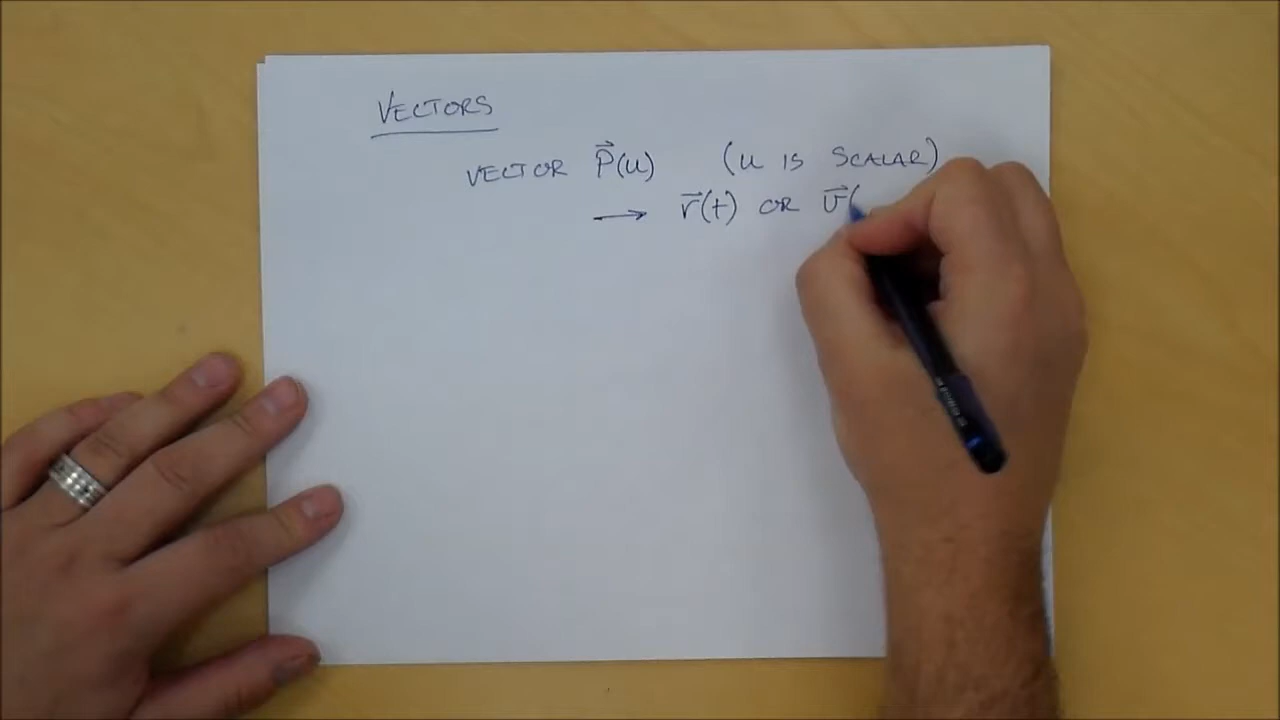 VECTORS
VECTOR P⃗(u) (u IS SCALAR)
→ r⃗(t) OR v⃗(